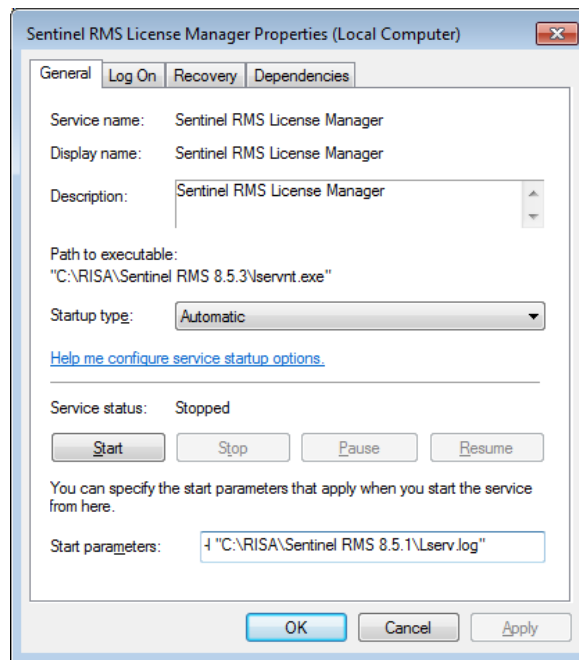 Sentinel RMS License Manager Properties (Local Computer)
General Log On Recovery Dependencies
Service name: Sentinel RMS License Manager
Display name: Sentinel RMS License Manager
Description: Sentinel RMS License Manager
Path to executable:
"C:\RISA\Sentinel RMS 8.5.3\lservnt.exe"
Startup type: Automatic
Help me configure service startup options.
Service status: Stopped
Start Stop Pause Resume
You can specify the start parameters that apply when you start the service
from here.
Start parameters: -l "C:\RISA\Sentinel RMS 8.5.1\Lserv.log"
OK Cancel Apply